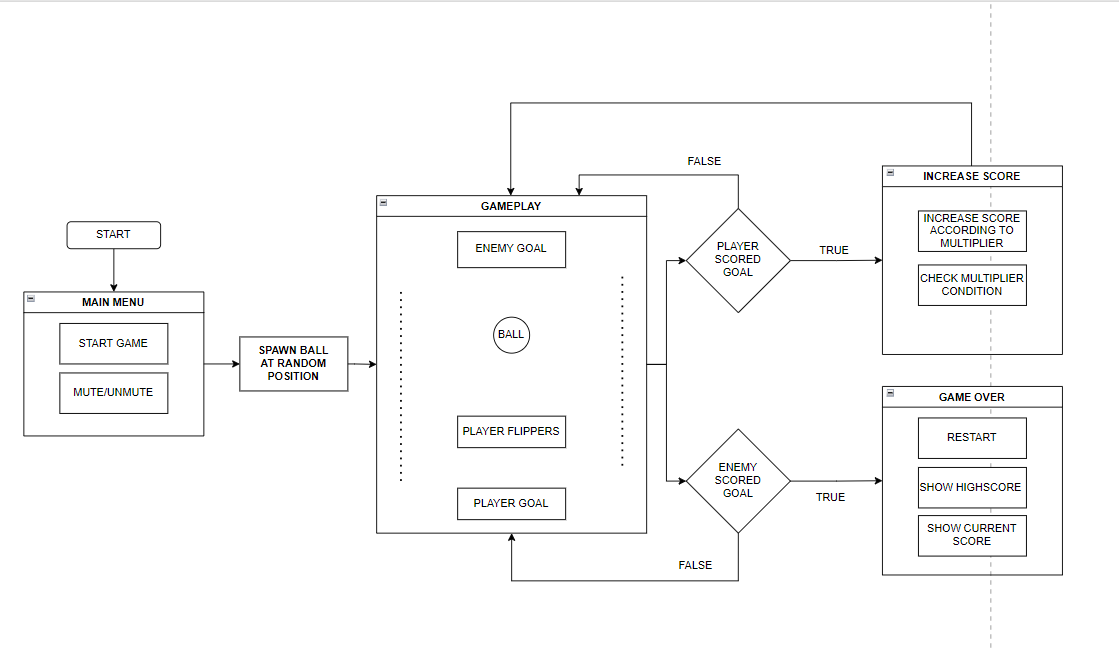 START
MAIN MENU
START GAME
MUTE/UNMUTE
SPAWN BALL
AT RANDOM
POSITION
GAMEPLAY
ENEMY GOAL
BALL
PLAYER FLIPPERS
PLAYER GOAL
FALSE
PLAYER
SCORED
GOAL
TRUE
INCREASE SCORE
INCREASE SCORE
ACCORDING TO
MULTIPLIER
CHECK MULTIPLIER
CONDITION
ENEMY
SCORED
GOAL
TRUE
FALSE
GAME OVER
RESTART
SHOW HIGHSCORE
SHOW CURRENT
SCORE